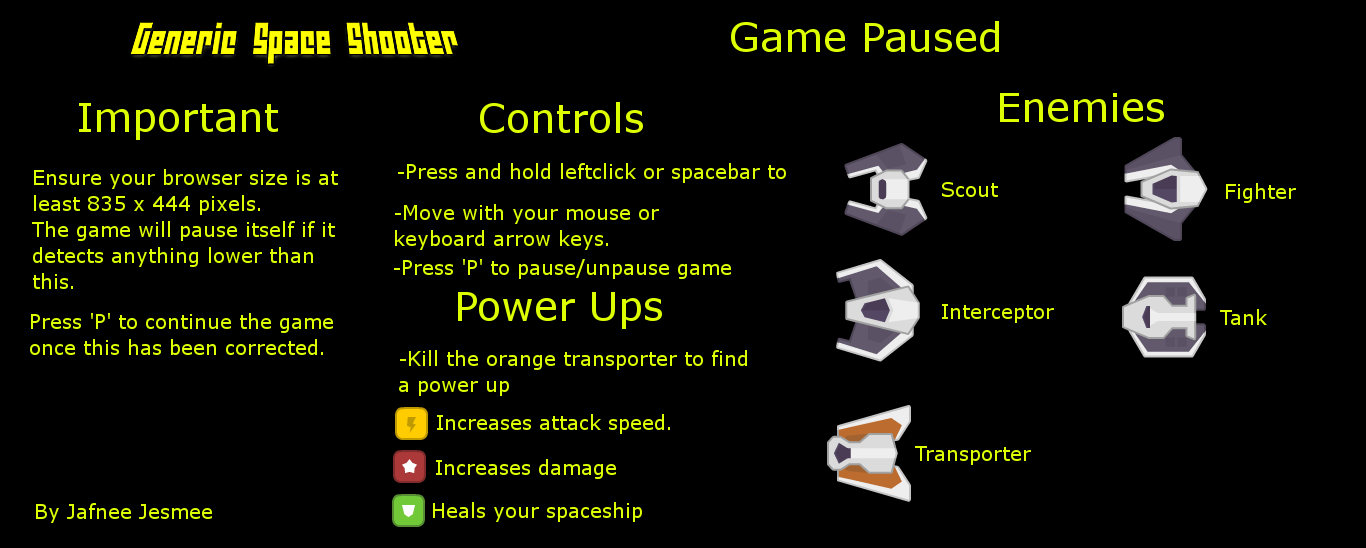 Generic Space Shooter
Game Paused
Important
Ensure your browser size is at
least 835 x 444 pixels.
The game will pause itself if it
detects anything lower than
this.
Press 'P' to continue the game
once this has been corrected.
By Jafnee Jesmee
Controls
-Press and hold leftclick or spacebar to
-Move with your mouse or
keyboard arrow keys.
-Press 'P' to pause/unpause game
Power Ups
-Kill the orange transporter to find
a power up
Increases attack speed.
Increases damage
Heals your spaceship
Enemies
Scout
Fighter
Interceptor
Tank
Transporter